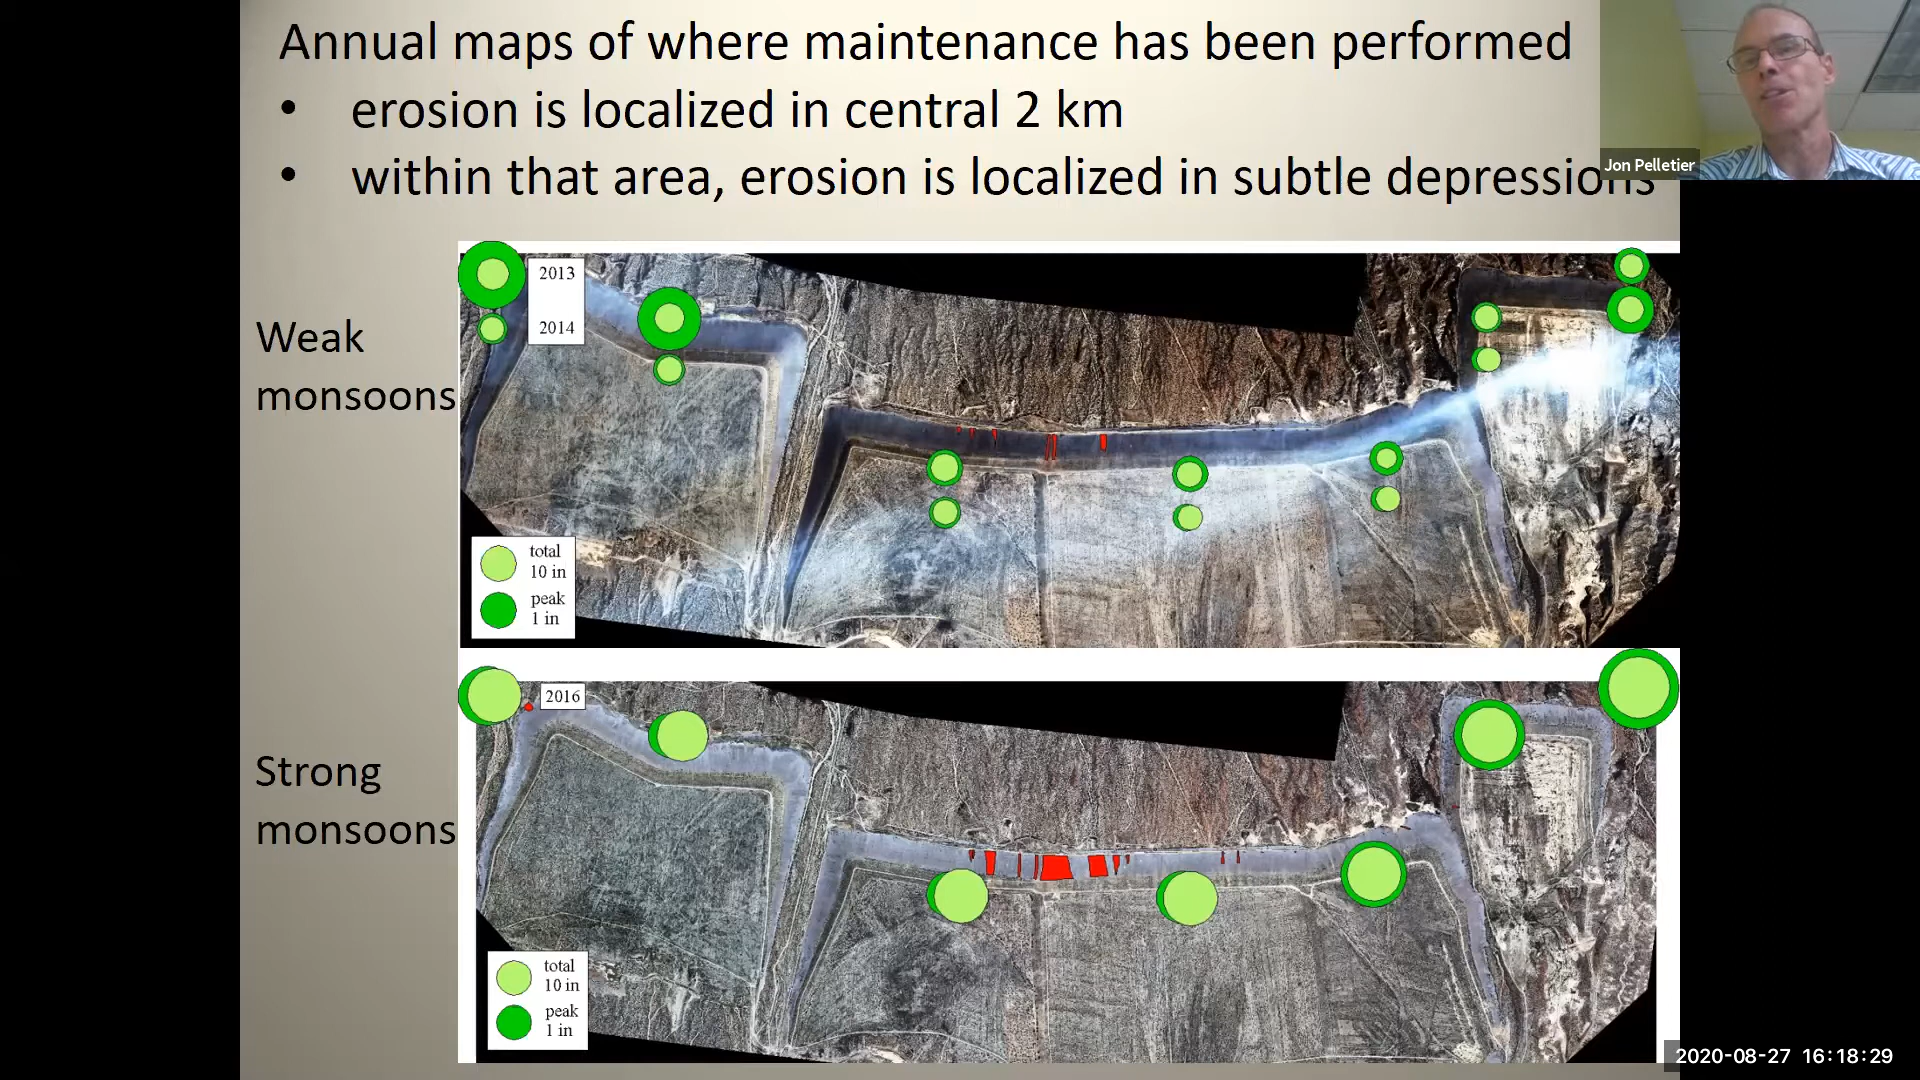 Annual maps of where maintenance has been performed
• erosion is localized in central 2 km
• within that area, erosion is localized in subtle depressions
Jon Pelletier
Weak
monsoons
2013
2014
total
10 in
peak
1 in
Strong
monsoons
2016
total
10 in
peak
1 in
2020-08-27 16:18:29